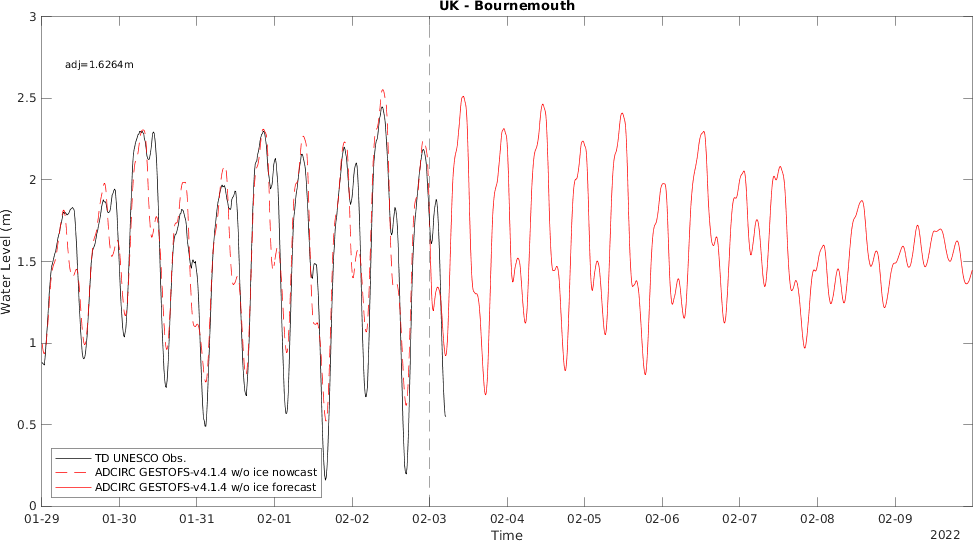 UK - Bournemouth
3
adj=1.6264m
2.5
2
1.5
1
0.5
0
Water Level (m)
TD UNESCO Obs.
ADCIRC GESTOFS-v4.1.4 w/o ice nowcast
ADCIRC GESTOFS-v4.1.4 w/o ice forecast
01-29 01-30 01-31 02-01 02-02 02-03 02-04 02-05 02-06 02-07 02-08 02-09
Time
2022